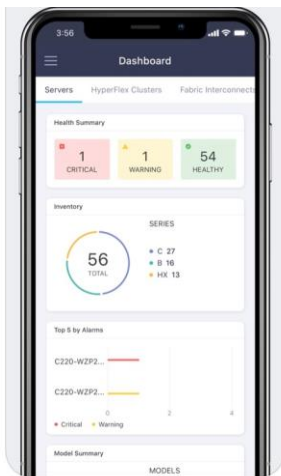 3:56
Dashboard
Servers HyperFlex Clusters Fabric Interconnects
Health Summary
1 1 54
CRITICAL WARNING HEALTHY
Inventory
SERIES
56
TOTAL
C 27
B 16
HX 13
Top 5 by Alarms
C220-WZP2...
C220-WZP2...
0 2 4
Critical Warning
Model Summary
MODELS